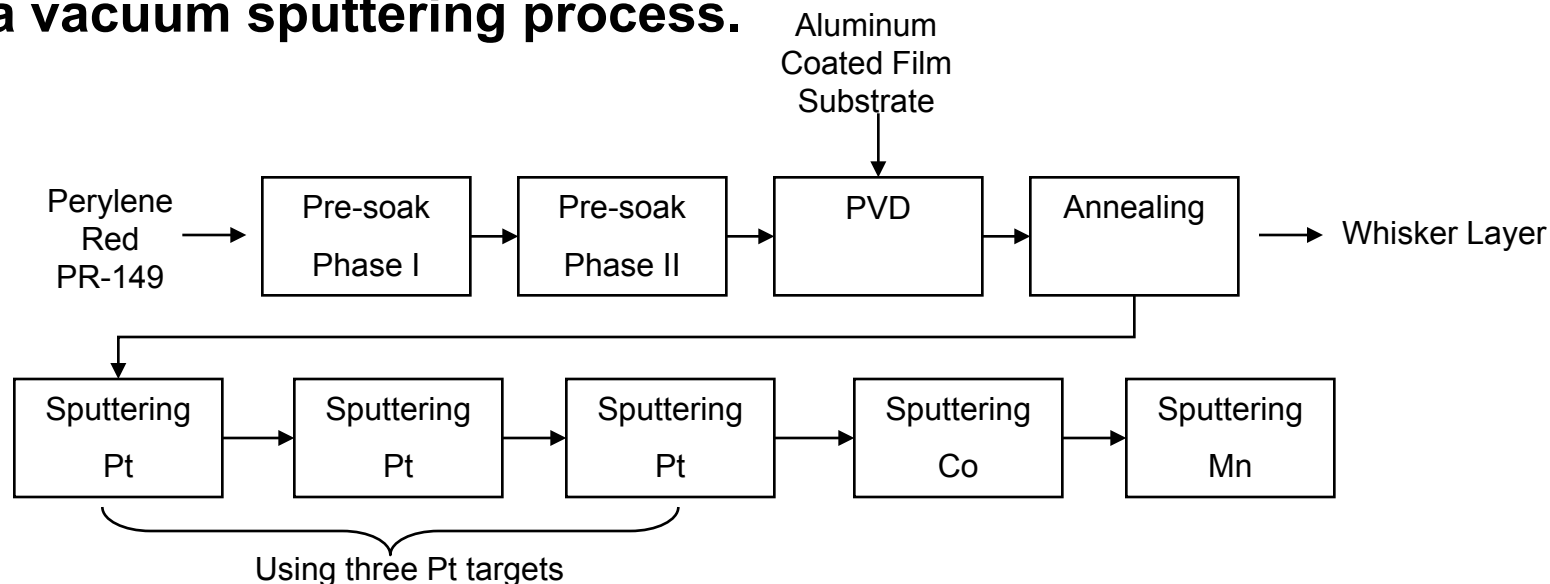 a vacuum sputtering process.
Aluminum
Coated Film
Substrate
Perylene
Red
PR-149
Pre-soak
Phase I
Pre-soak
Phase II
PVD
Annealing
Whisker Layer
Sputtering
Pt
Sputtering
Pt
Sputtering
Pt
Sputtering
Co
Sputtering
Mn
Using three Pt targets